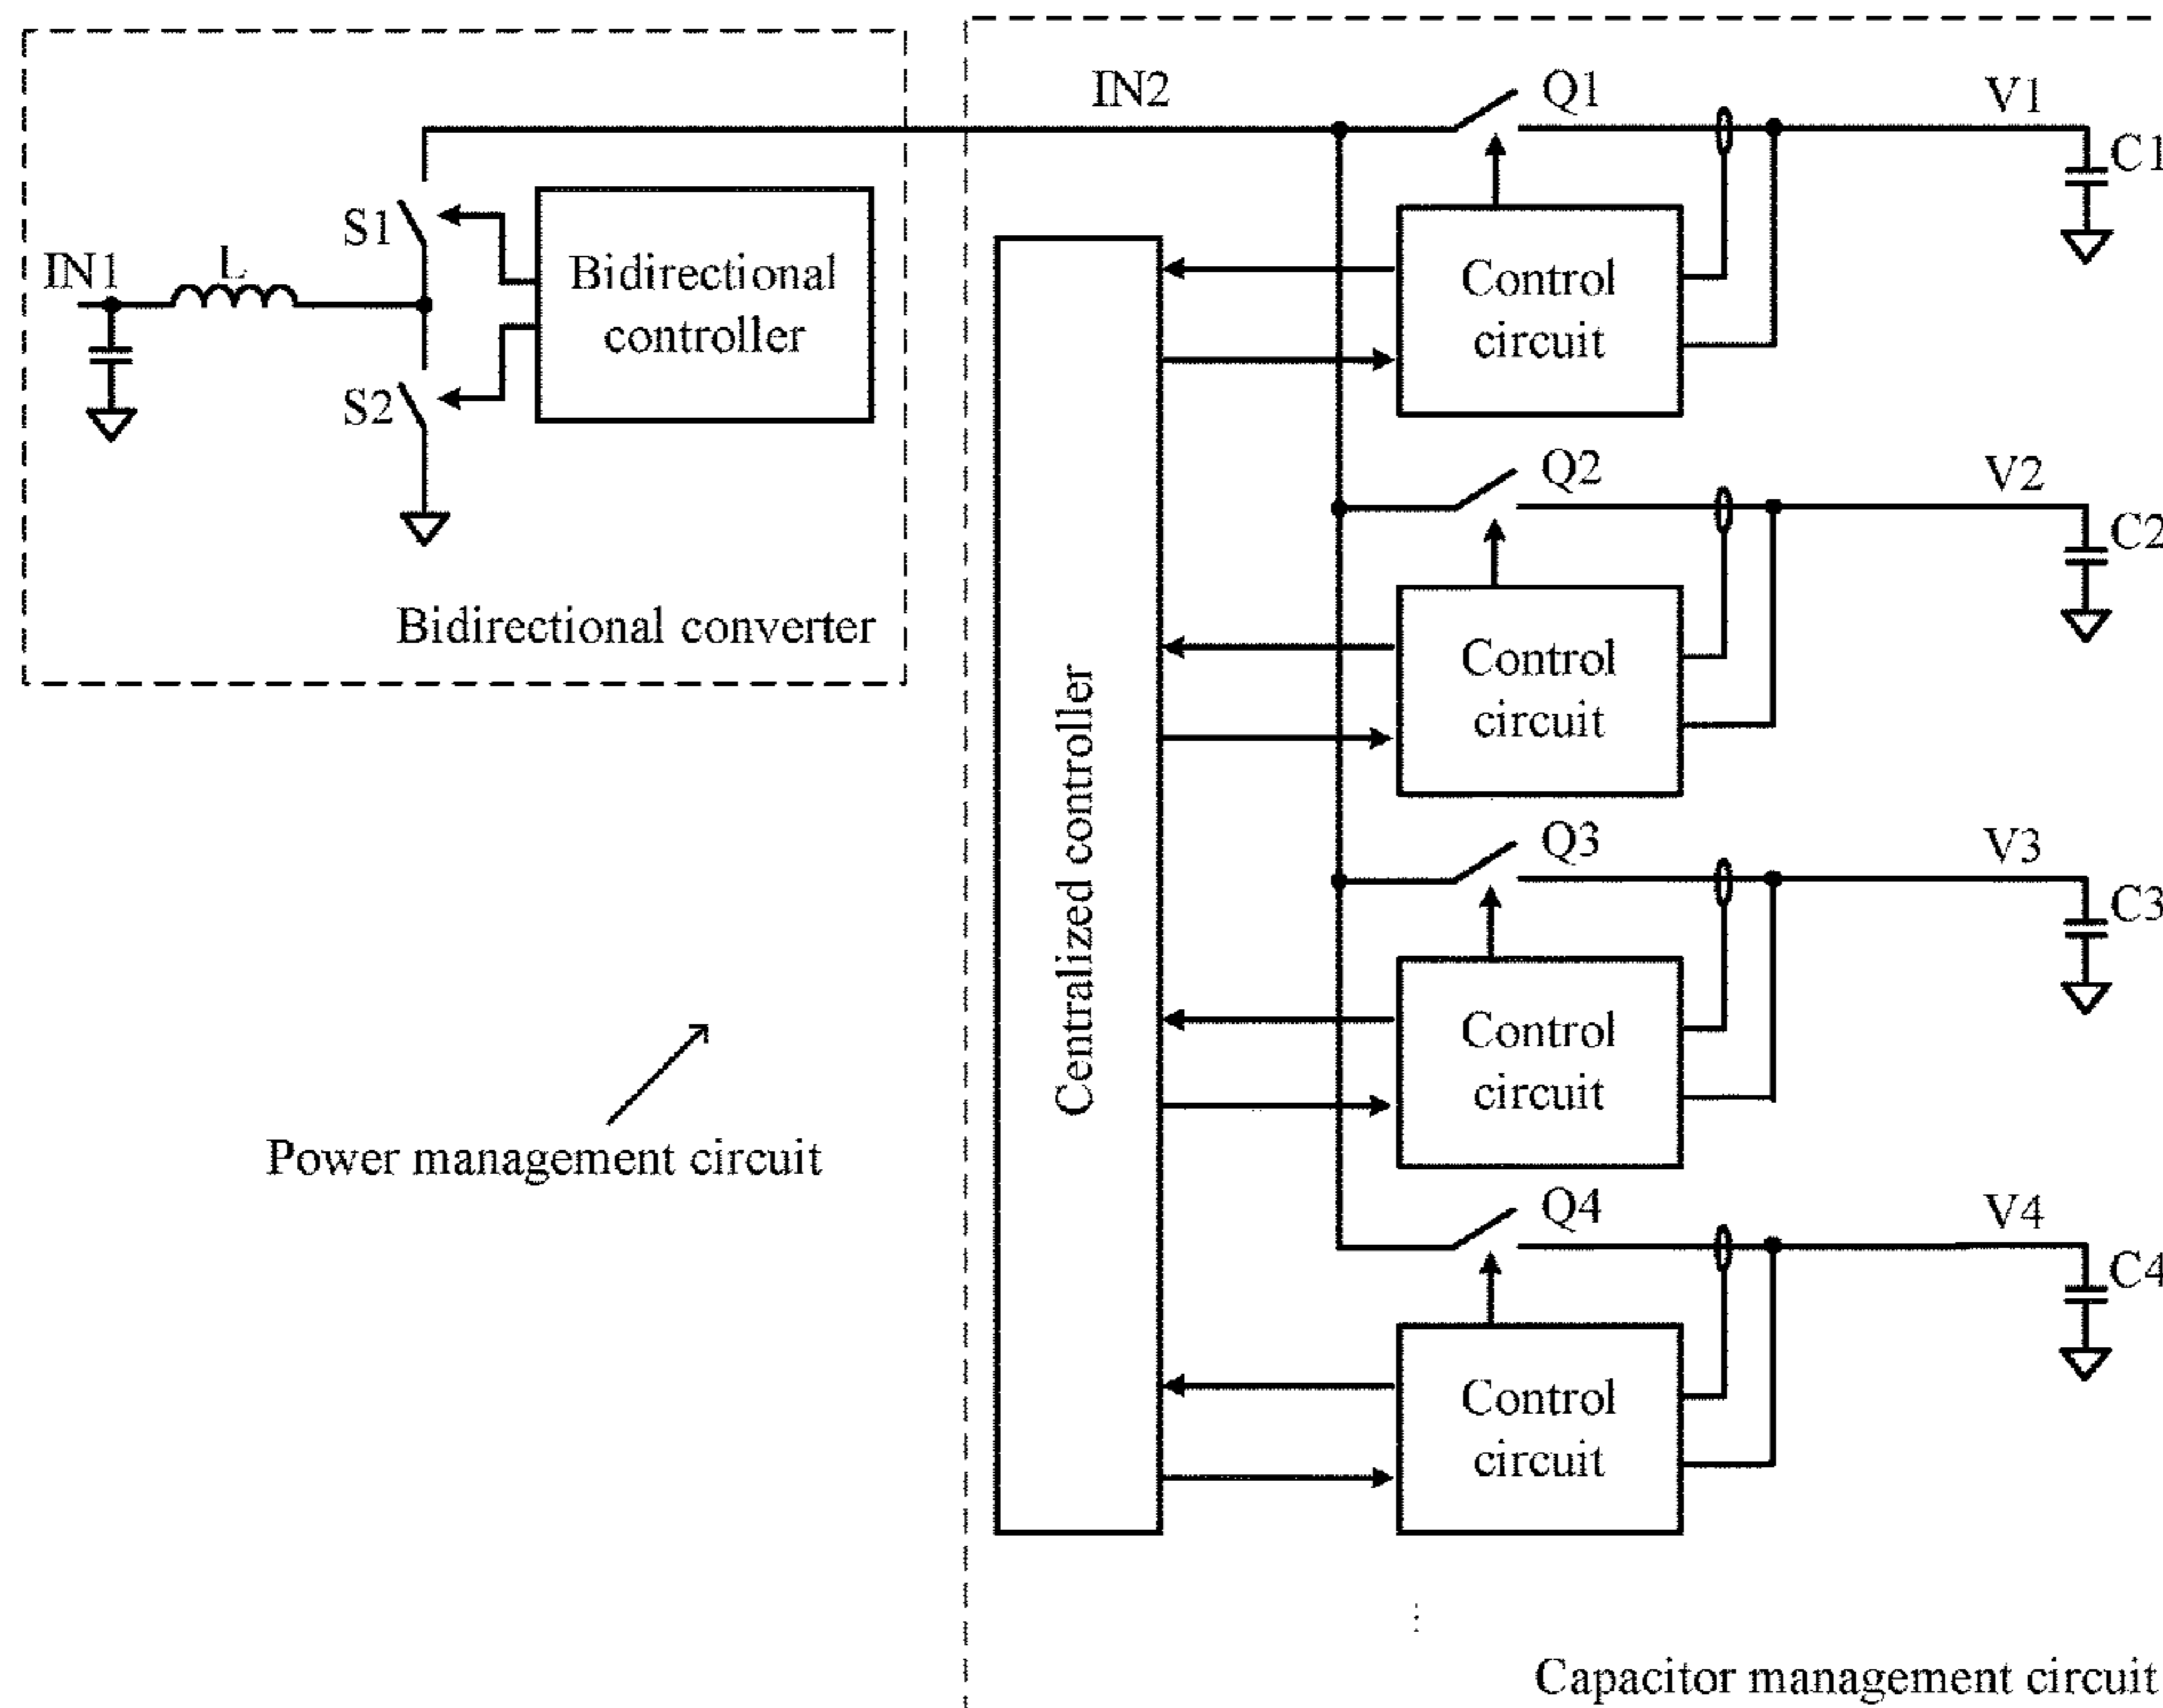 IN2
Q1
V1
C1
S1
Bidirectional
controller
IN1
L
S2
Bidirectional converter
Control
circuit
Q2
V2
C2
Control
circuit
Centralized controller
Q3
V3
C3
Control
circuit
Power management circuit
Q4
V4
C4
Control
circuit
Capacitor management circuit